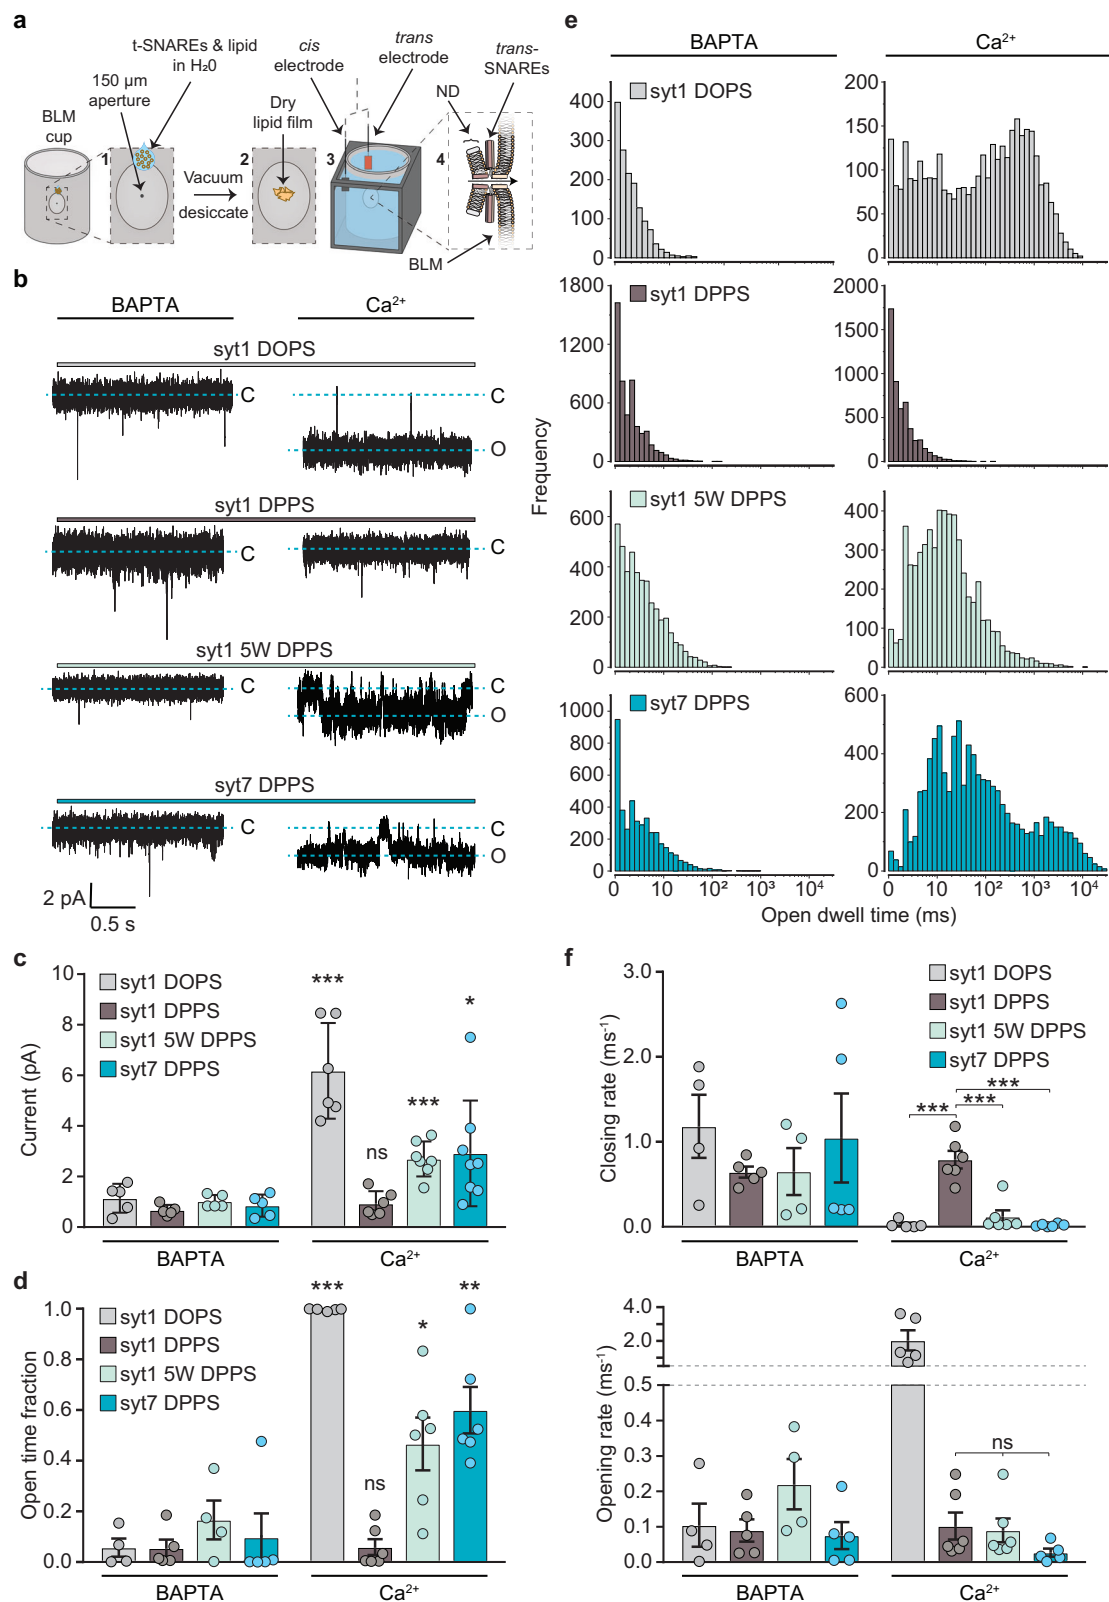 a
t-SNAREs & lipid
in H₂0
150 µm
aperture
BLM
cup
1
Vacuum
desiccate
2
Dry
lipid film
cis
electrode
trans
electrode
3
4
ND
trans-
SNAREs
BLM
b
BAPTA
Ca²⁺
syt1 DOPS
C
C
O
syt1 DPPS
C
C
syt1 5W DPPS
C
C
O
syt7 DPPS
C
C
O
2 pA
0.5 s
c
Current (pA)
10
8
6
4
2
0
syt1 DOPS
syt1 DPPS
syt1 5W DPPS
syt7 DPPS
***
ns
***
*
BAPTA
Ca²⁺
d
Open time fraction
1.0
0.8
0.6
0.4
0.2
0.0
syt1 DOPS
syt1 DPPS
syt1 5W DPPS
syt7 DPPS
***
ns
*
**
BAPTA
Ca²⁺
e
BAPTA
Ca²⁺
Frequency
syt1 DOPS
400
300
200
100
0
200
150
100
50
0
syt1 DPPS
1800
1200
600
0
2000
1500
1000
500
0
syt1 5W DPPS
600
400
200
0
400
300
200
100
0
syt7 DPPS
1000
800
600
400
200
0
600
400
200
0
0 10 10² 10³ 10⁴
0 10 10² 10³ 10⁴
Open dwell time (ms)
f
Closing rate (ms⁻¹)
3.0
2.0
1.0
0.0
syt1 DOPS
syt1 DPPS
syt1 5W DPPS
syt7 DPPS
***
***
***
BAPTA
Ca²⁺
Opening rate (ms⁻¹)
4.0
2.0
0.5
0.4
0.3
0.2
0.1
0.0
ns
BAPTA
Ca²⁺